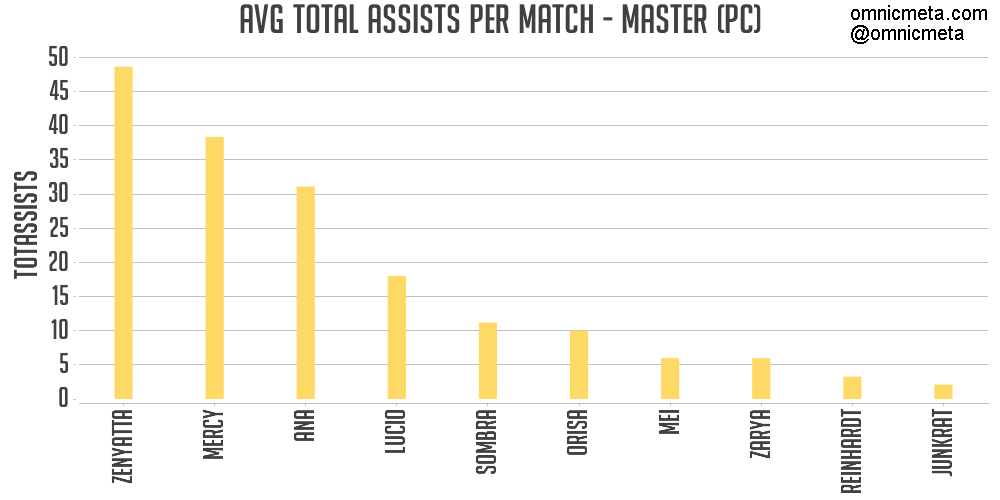 AVG TOTAL ASSISTS PER MATCH - MASTER (PC)
omnicmeta.com
@omnicmeta
TOTASSISTS
50
45
40
35
30
25
20
15
10
5
0
ZENYATTA
MERCY
ANA
LUCIO
SOMBRA
ORISA
MEI
ZARYA
REINHARDT
JUNKRAT